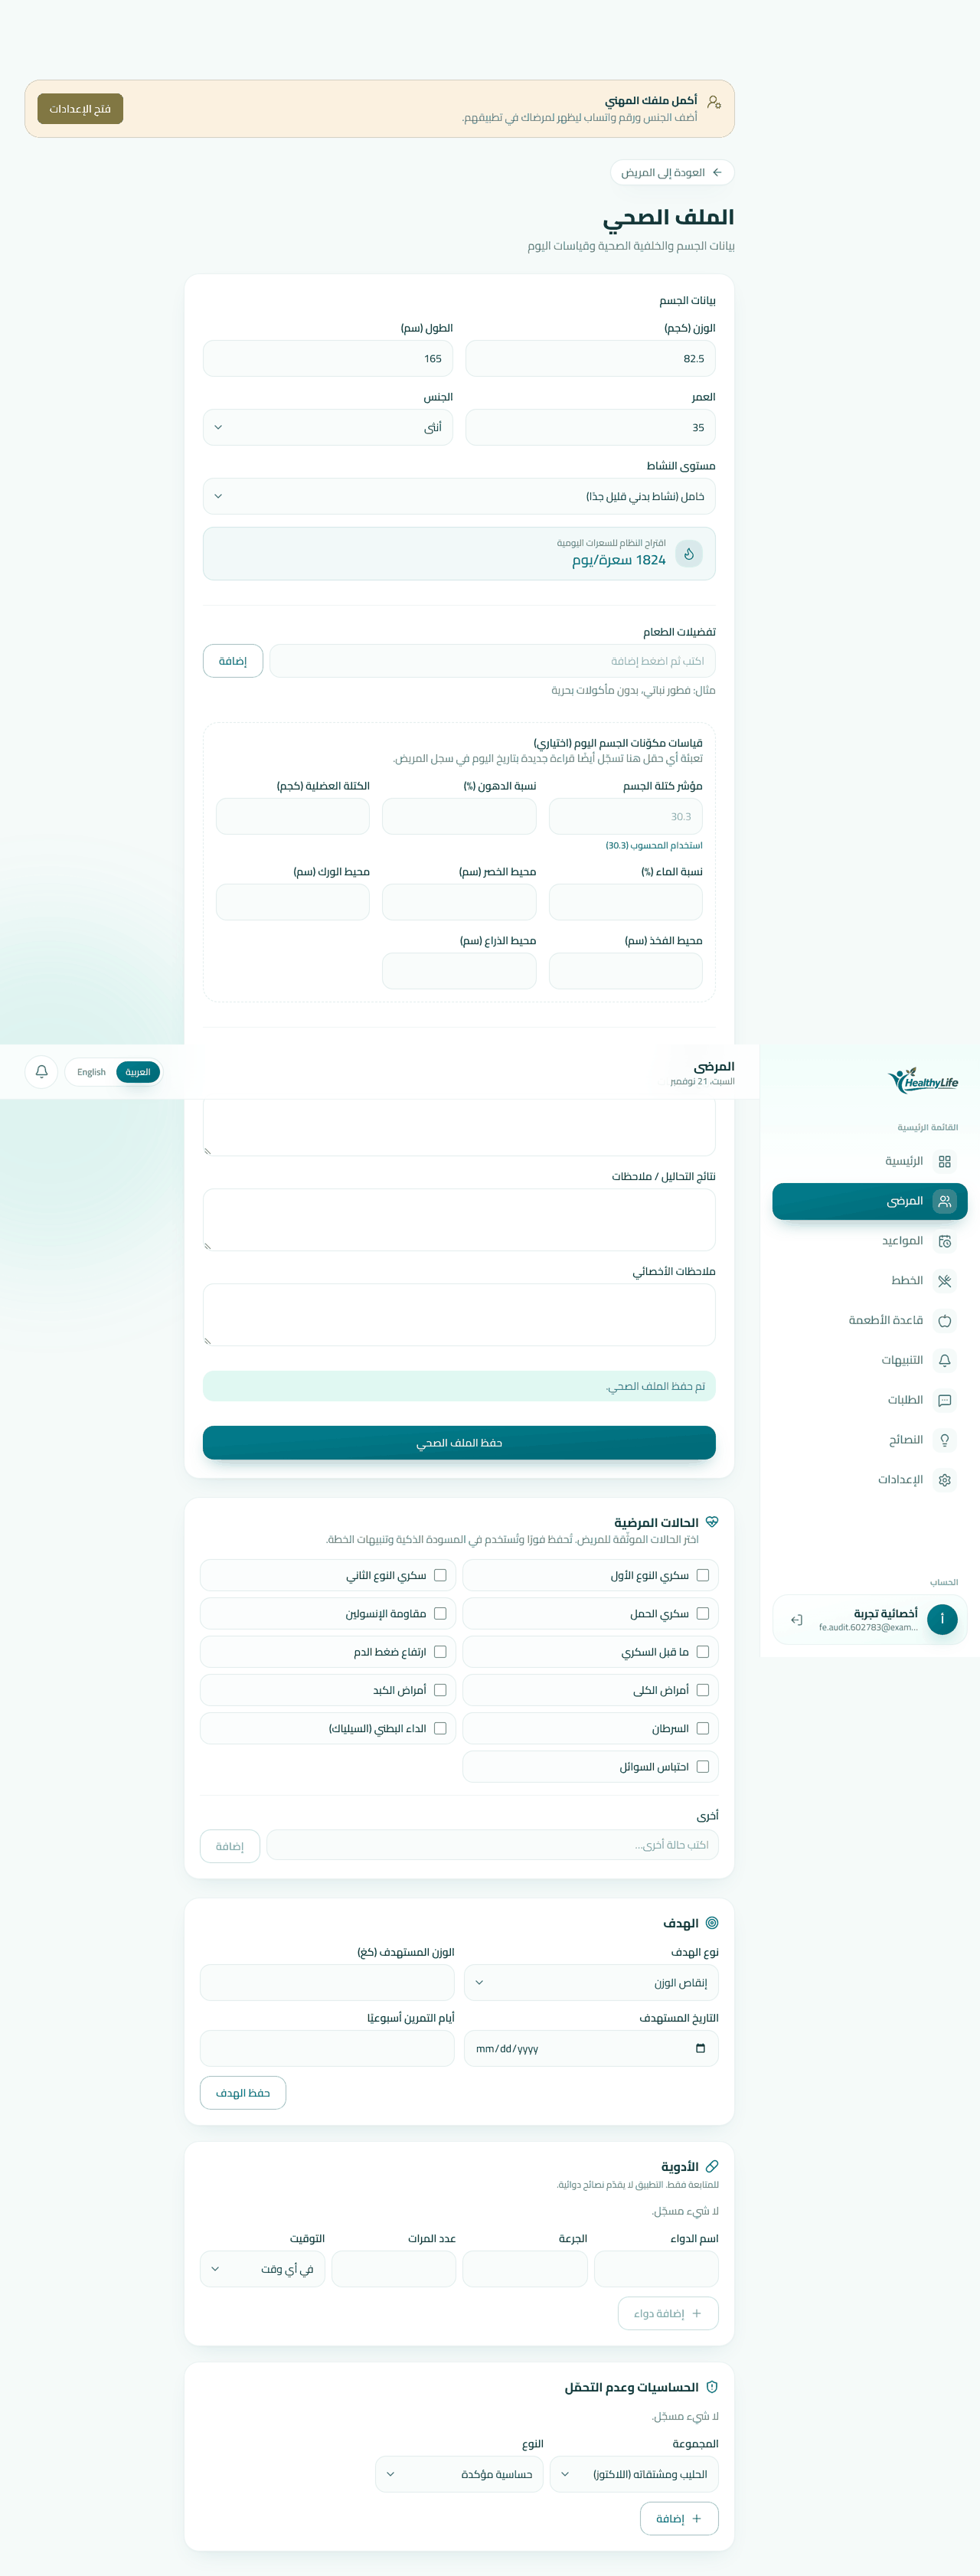 أكمل ملفك المهني
أضف الجنس ورقم واتساب ليظهر لمرضاك في تطبيقهم.
فتح الإعدادات
العودة إلى المريض
الملف الصحي
بيانات الجسم والخلفية الصحية وقياسات اليوم
بيانات الجسم
الوزن (كجم)
الطول (سم)
82.5
165
العمر
الجنس
35
أنثى
مستوى النشاط
خامل (نشاط بدني قليل جدًا)
اقتراح النظام للسعرات اليومية
1824 سعرة/يوم
تفضيلات الطعام
اكتب ثم اضغط إضافة
إضافة
مثال: فطور نباتي، بدون مأكولات بحرية
قياسات مكوّنات الجسم اليوم (اختياري)
تعبئة أي حقل هنا تسجّل أيضًا قراءة جديدة بتاريخ اليوم في سجل المريض.
مؤشر كتلة الجسم
نسبة الدهون (%)
الكتلة العضلية (كجم)
30.3
استخدام المحسوب (30.3)
نسبة الماء (%)
محيط الخصر (سم)
محيط الورك (سم)
محيط الفخذ (سم)
محيط الذراع (سم)
HealthyLife
المرضى
السبت، 21 نوفمبر
العربية
English
القائمة الرئيسية
الرئيسية
المرضى
المواعيد
الخطط
قاعدة الأطعمة
التنبيهات
الطلبات
النصائح
الإعدادات
الحساب
أ
أخصائية تجربة
fe.audit.602783@exam...
نتائج التحاليل / ملاحظات
ملاحظات الأخصائي
تم حفظ الملف الصحي.
حفظ الملف الصحي
الحالات المرضية
اختر الحالات الموثّقة للمريض. تُحفظ فورًا وتُستخدم في المسودة الذكية وتنبيهات الخطة.
سكري النوع الأول
سكري النوع الثاني
سكري الحمل
مقاومة الإنسولين
ما قبل السكري
ارتفاع ضغط الدم
أمراض الكلى
أمراض الكبد
السرطان
الداء البطني (السيلياك)
احتباس السوائل
أخرى
اكتب حالة أخرى...
إضافة
الهدف
نوع الهدف
الوزن المستهدف (كغ)
إنقاص الوزن
التاريخ المستهدف
أيام التمرين أسبوعيًا
mm/dd/yyyy
حفظ الهدف
الأدوية
للمتابعة فقط. التطبيق لا يقدّم نصائح دوائية.
لا شيء مسجّل.
اسم الدواء
الجرعة
عدد المرات
التوقيت
في أي وقت
إضافة دواء
الحساسيات وعدم التحمّل
لا شيء مسجّل.
المجموعة
النوع
الحليب ومشتقاته (اللاكتوز)
حساسية مؤكدة
إضافة